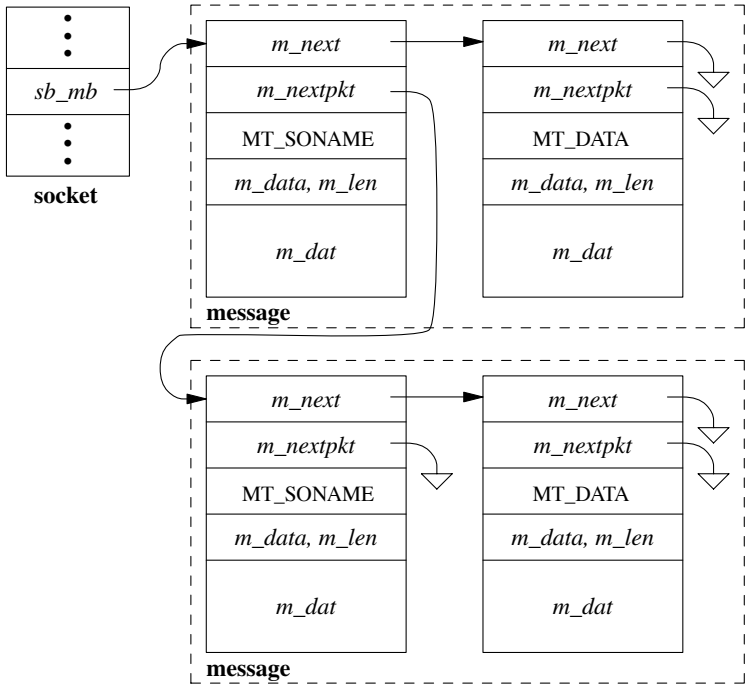 sb_mb
socket
m_next
m_nextpkt
MT_SONAME
m_data, m_len
m_dat
m_next
m_nextpkt
MT_DATA
m_data, m_len
m_dat
message
m_next
m_nextpkt
MT_SONAME
m_data, m_len
m_dat
m_next
m_nextpkt
MT_DATA
m_data, m_len
m_dat
message